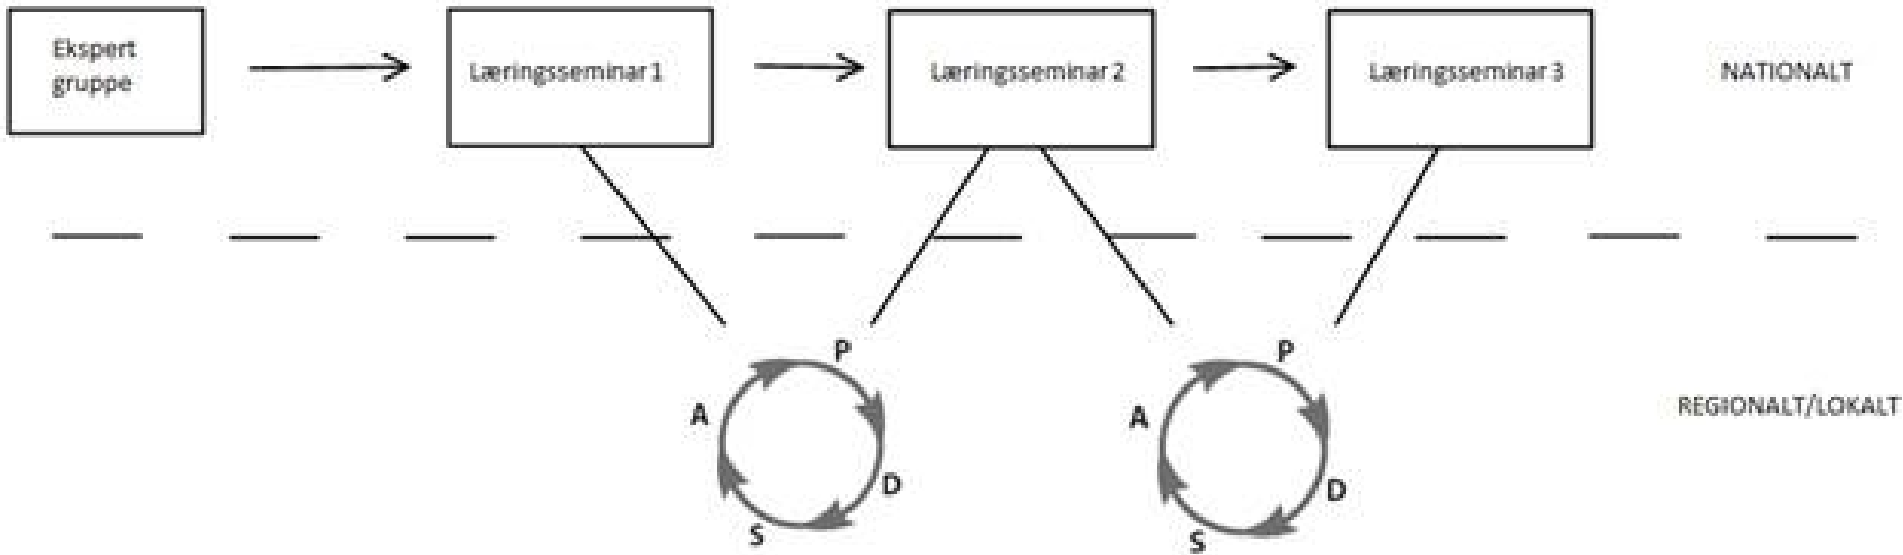 Ekspert
gruppe
Læringsseminar 1
Læringsseminar 2
Læringsseminar 3
NATIONALT
P
A
D
S
P
A
D
S
REGIONALT/LOKALT